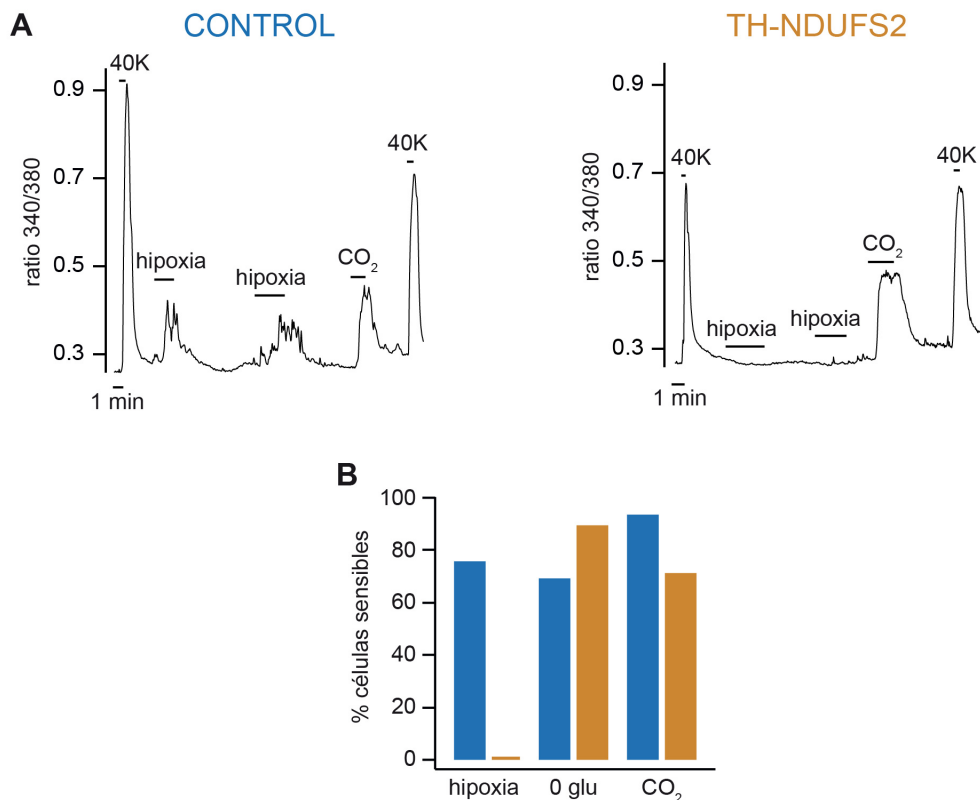 A
CONTROL
TH-NDUFS2
ratio 340/380
0.9
0.7
0.5
0.3
40K
hipoxia
hipoxia
CO₂
40K
1 min
ratio 340/380
0.9
0.7
0.5
0.3
40K
hipoxia
hipoxia
CO₂
40K
1 min
B
% células sensibles
100
80
60
40
20
0
hipoxia
0 glu
CO₂